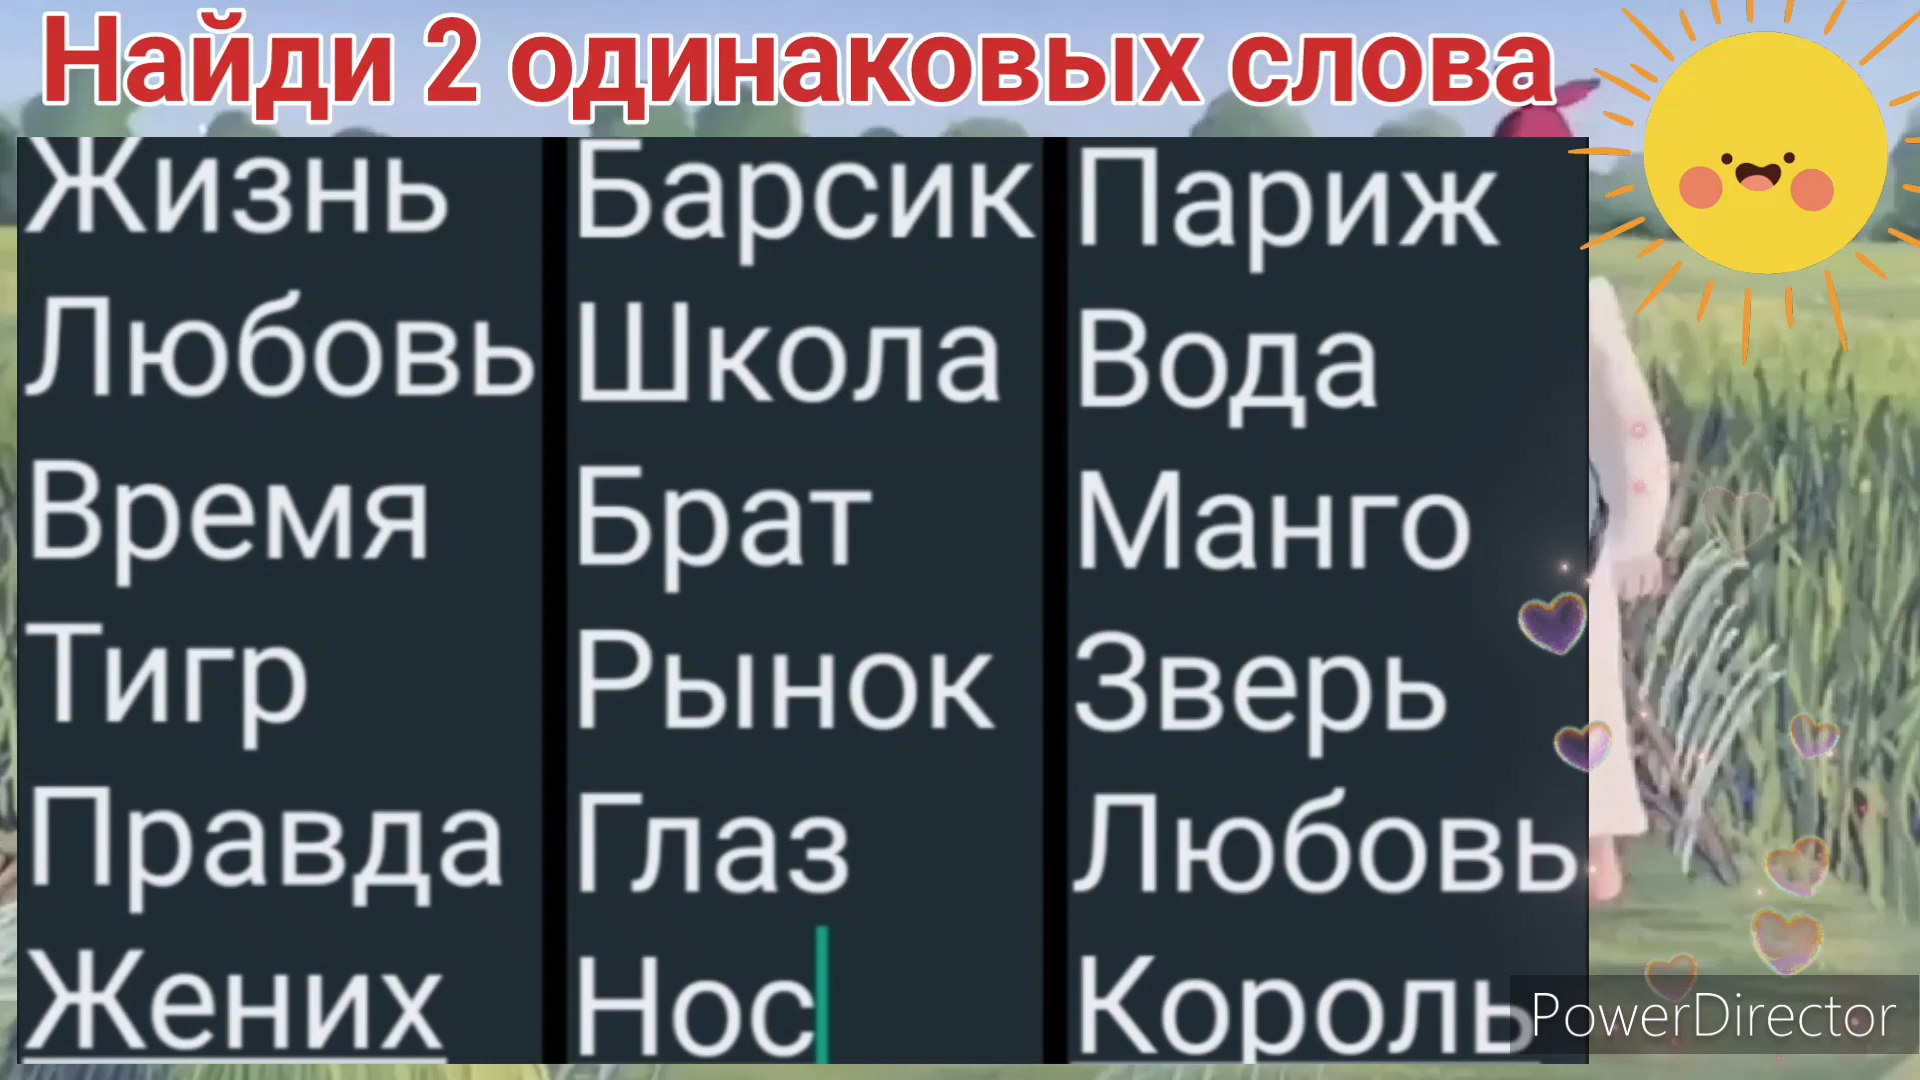 Найди 2 одинаковых слова
Жизнь
Любовь
Время
Тигр
Правда
Жених
Барсик
Школа
Брат
Рынок
Глаз
Нос
Париж
Вода
Манго
Зверь
Любовь
Король
PowerDirector